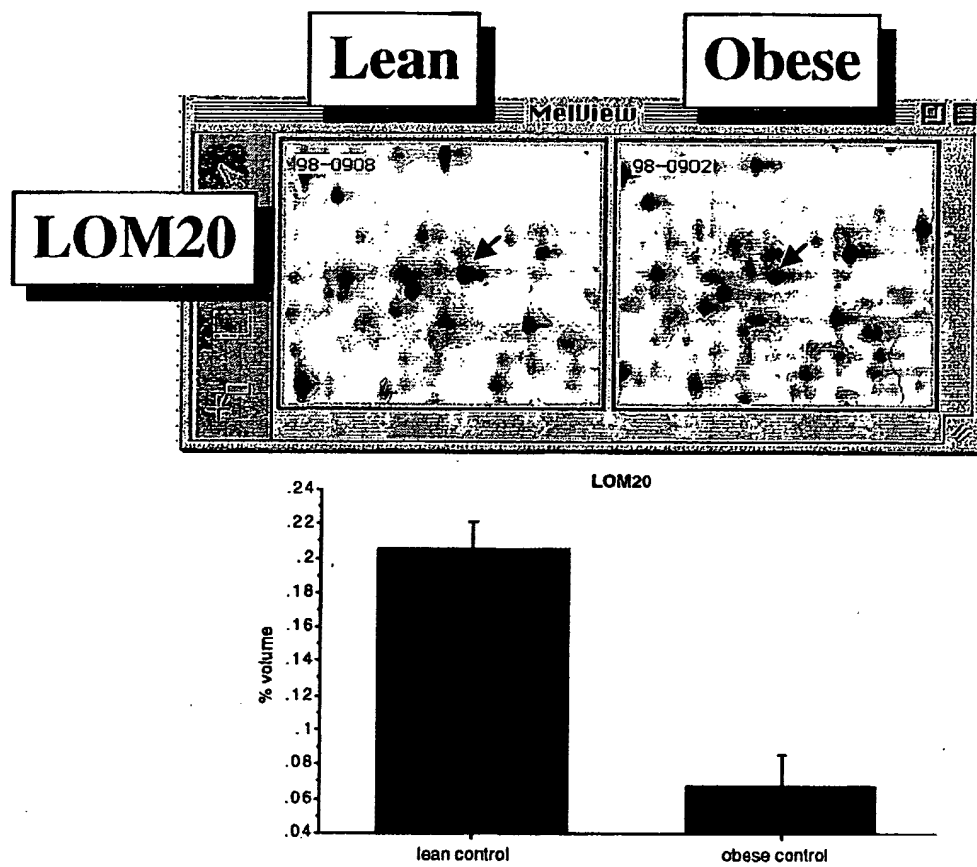 Lean
Obese
MelView
98-0908
98-0902
LOM20
LOM20
.24
.22
.2
.18
.16
.14
.12
.1
.08
.06
.04
% volume
lean control
obese control